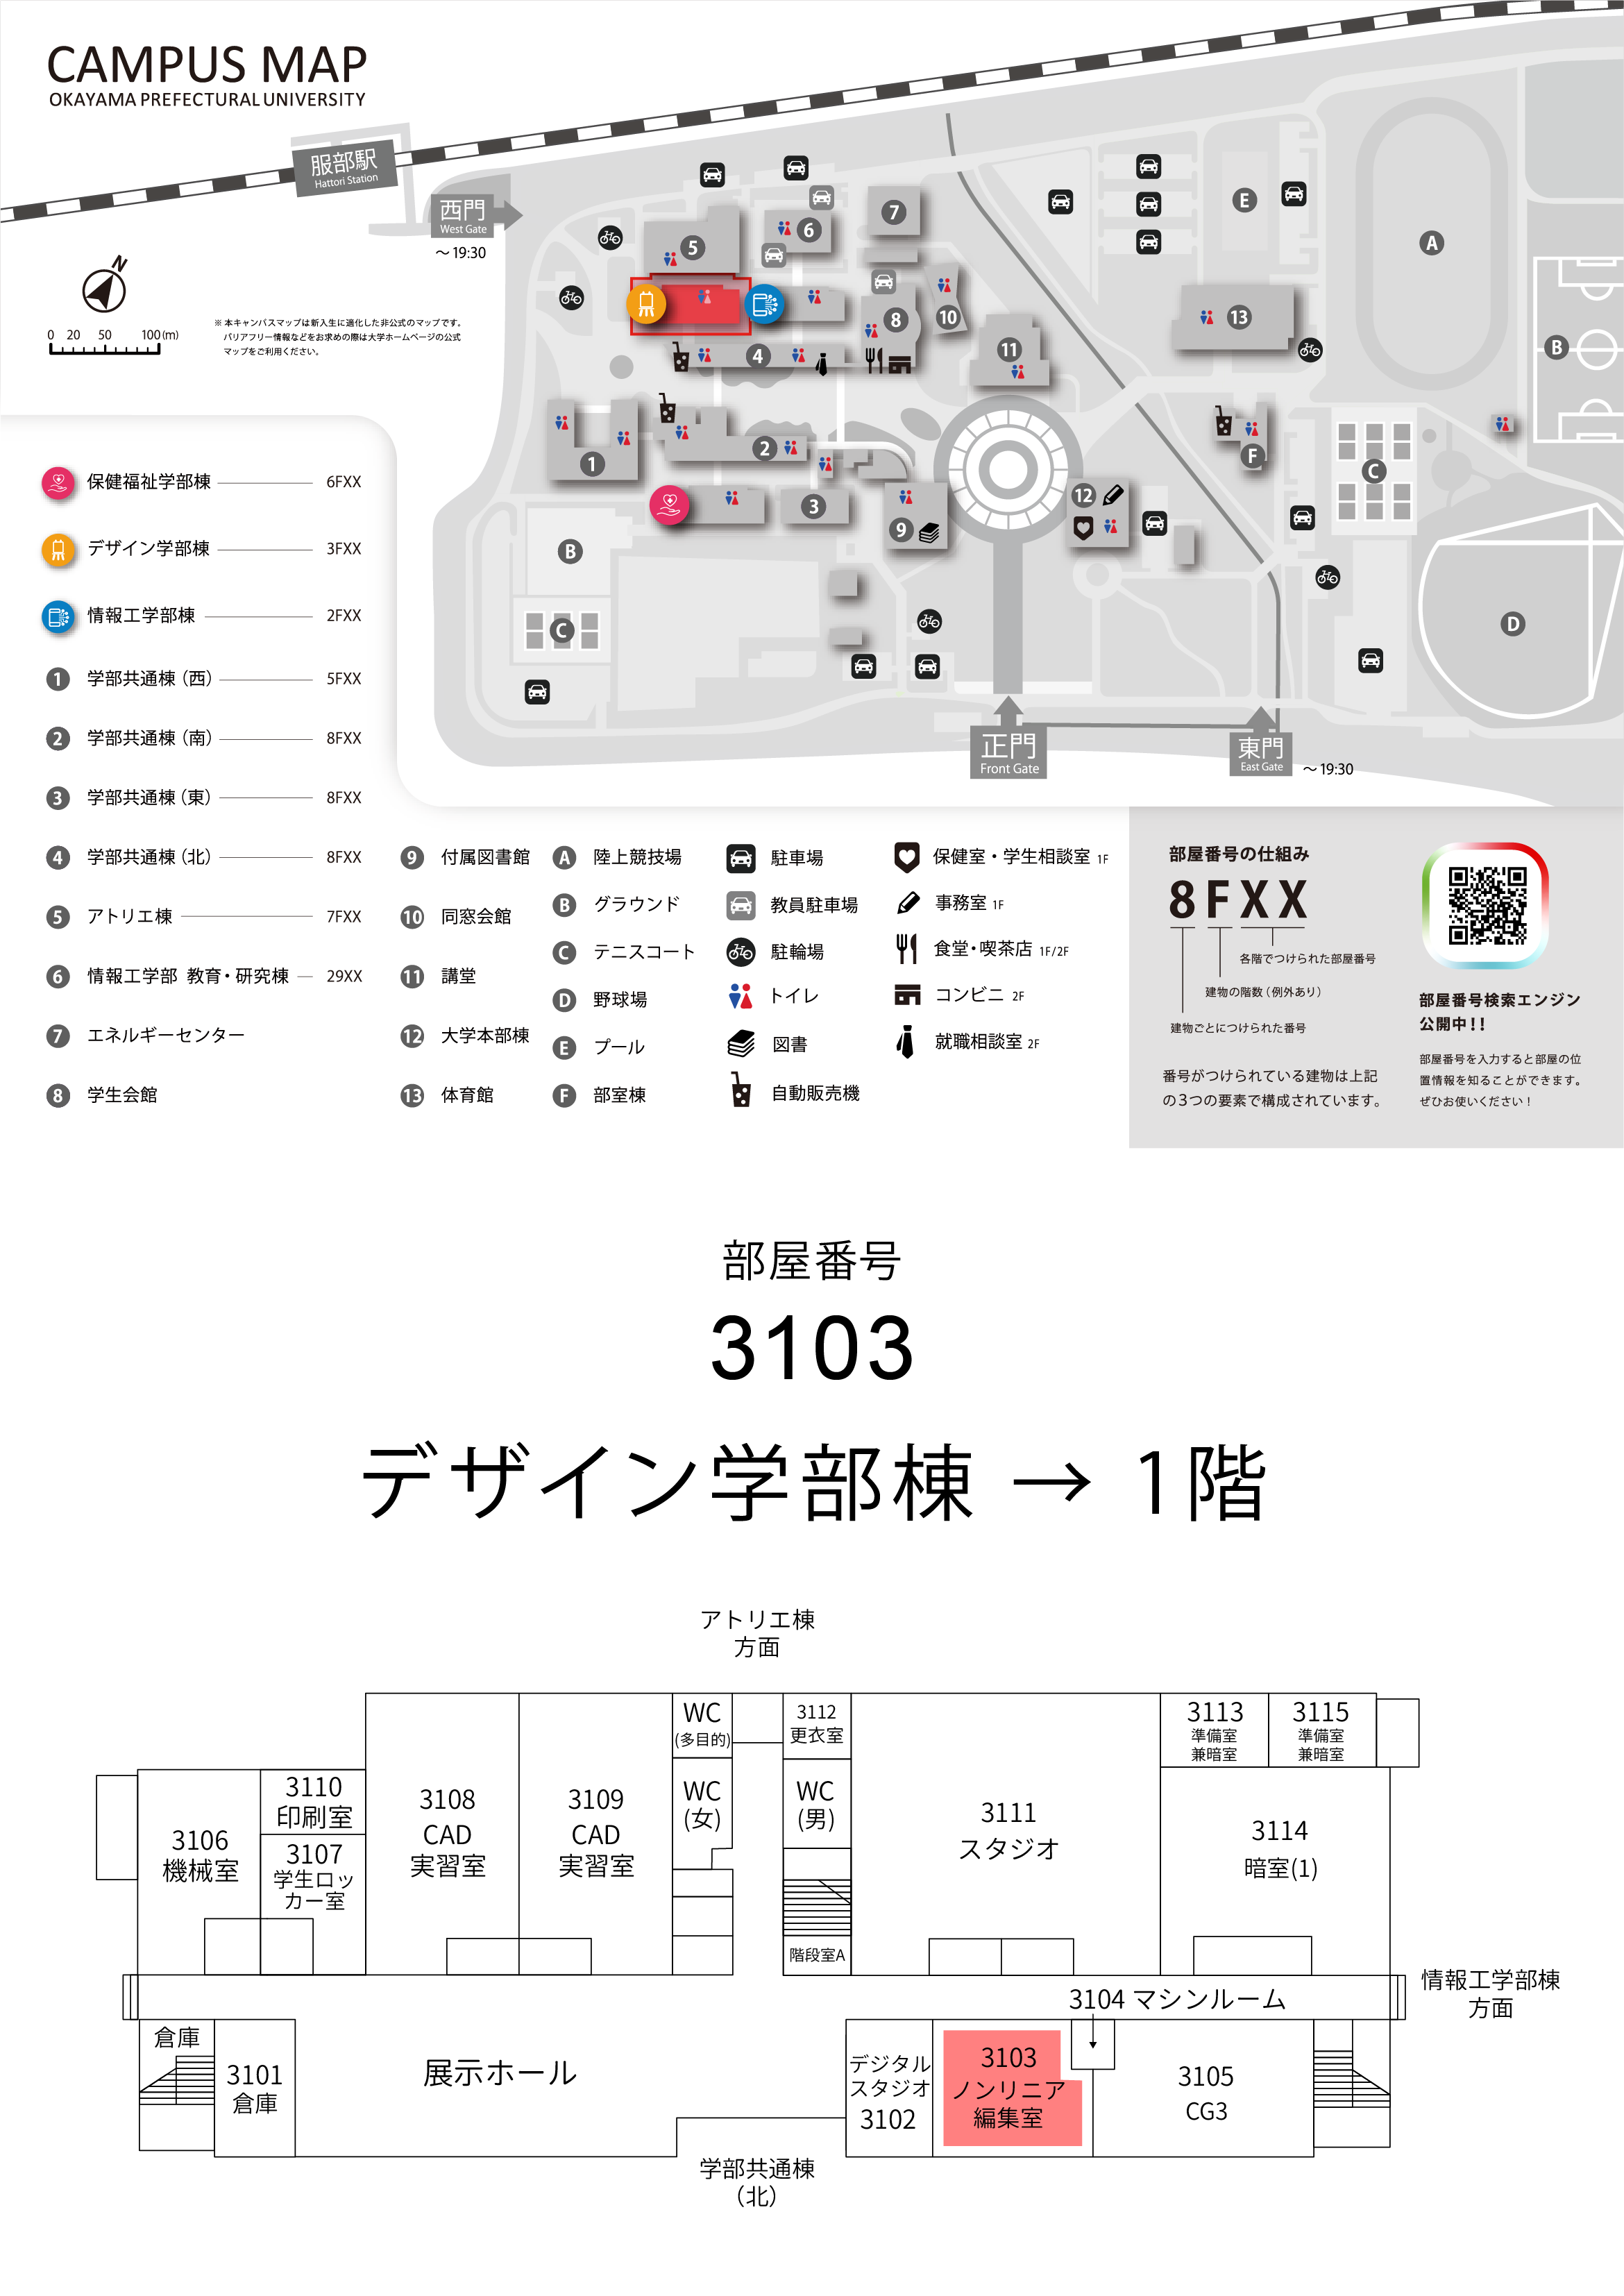 CAMPUS MAP
OKAYAMA PREFECTURAL UNIVERSITY
服部駅
Hattori Station
西門
West Gate
～19:30
N
0 20 50 100(m)
※ 本キャンパスマップは新入生に適化した非公式のマップです。
バリアフリー情報などをお求めの際は大学ホームページの公式
マップをご利用ください。
5
6
7
4
8
10
11
13
1
2
3
9
12
A
B
C
D
E
F
B
C
正門
Front Gate
東門
East Gate
～19:30
保健福祉学部棟 6FXX
デザイン学部棟 3FXX
情報工学部棟 2FXX
1 学部共通棟（西） 5FXX
2 学部共通棟（南） 8FXX
3 学部共通棟（東） 8FXX
4 学部共通棟（北） 8FXX
5 アトリエ棟 7FXX
6 情報工学部 教育・研究棟 29XX
7 エネルギーセンター
8 学生会館
9 付属図書館
10 同窓会館
11 講堂
12 大学本部棟
13 体育館
A 陸上競技場
B グラウンド
C テニスコート
D 野球場
E プール
F 部室棟
駐車場
教員駐車場
駐輪場
トイレ
図書
自動販売機
保健室・学生相談室 1F
事務室 1F
食堂・喫茶店 1F/2F
コンビニ 2F
就職相談室 2F
部屋番号の仕組み
8FXX
各階でつけられた部屋番号
建物の階数（例外あり）
建物ごとにつけられた番号
番号がつけられている建物は上記
の３つの要素で構成されています。
部屋番号検索エンジン
公開中！！
部屋番号を入力すると部屋の位
置情報を知ることができます。
ぜひお使いください！
部屋番号
3103
デザイン学部棟 → 1階
アトリエ棟
方面
3106
機械室
3110
印刷室
3107
学生ロッ
カー室
3108
CAD
実習室
3109
CAD
実習室
WC
(多目的)
WC
(女)
3112
更衣室
WC
(男)
階段室A
3111
スタジオ
3113
準備室
兼暗室
3115
準備室
兼暗室
3114
暗室(1)
情報工学部棟
方面
3104 マシンルーム
倉庫
3101
倉庫
展示ホール
デジタル
スタジオ
3102
3103
ノンリニア
編集室
3105
CG3
学部共通棟
（北）